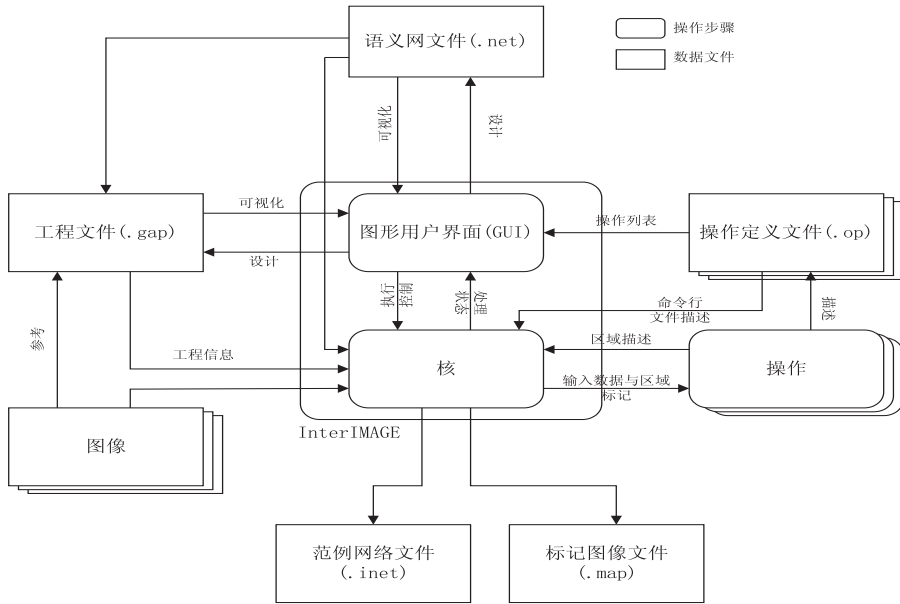 语义网文件(.net)
操作步骤
数据文件
可视化
设计
工程文件(.gap)
可视化
设计
图形用户界面(GUI)
操作列表
操作定义文件(.op)
执行
控制
处理
状态
命令行
文件描述
描述
参考
工程信息
核
区域描述
输入数据与区域
标记
操作
图像
InterIMAGE
范例网络文件
(.inet)
标记图像文件
(.map)